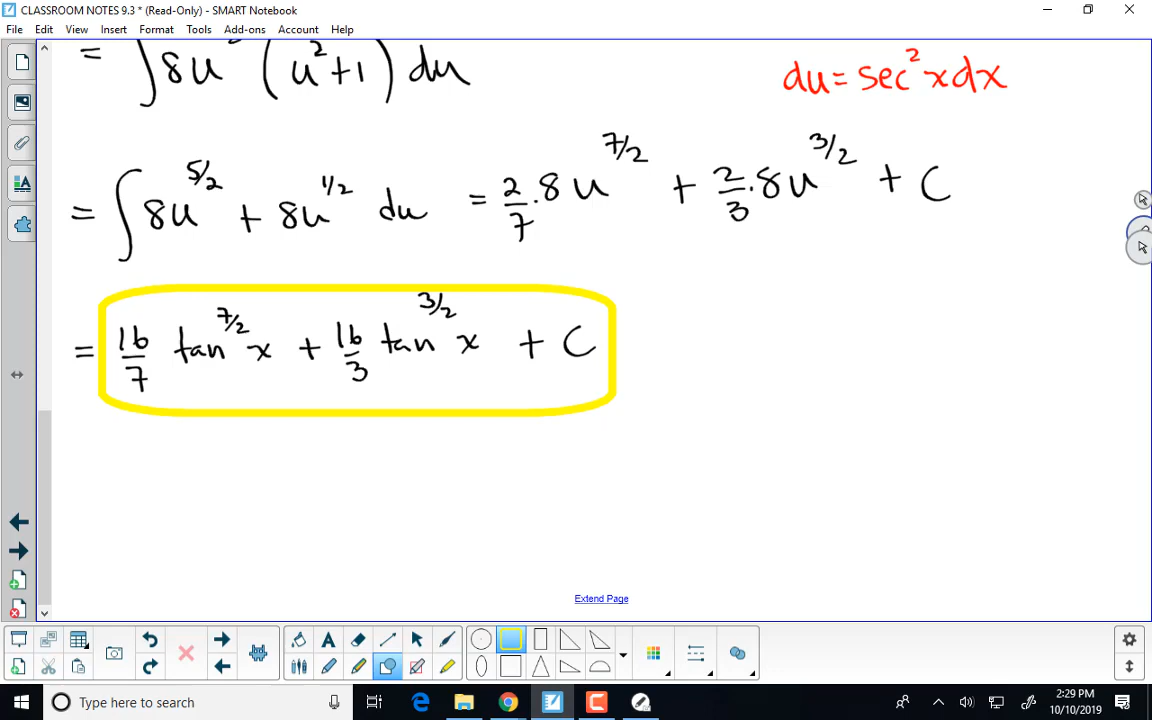 CLASSROOM NOTES 9.3 * (Read-Only) - SMART Notebook
File Edit View Insert Format Tools Add-ons Account Help
= ∫8u (u²+1) du
du = sec²x dx
= ∫8u^(5/2) + 8u^(1/2) du = 2/7 · 8u^(7/2) + 2/3 · 8u^(3/2) + C
= 16/7 tan^(7/2) x + 16/3 tan^(3/2) x + C
Extend Page
Type here to search
2:29 PM
10/10/2019